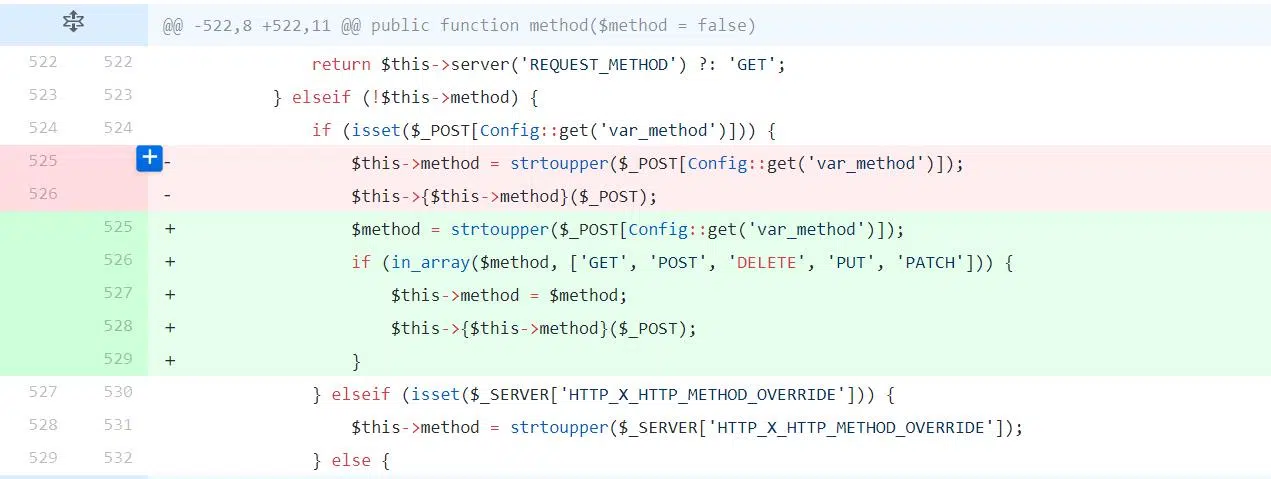 @@ -522,8 +522,11 @@ public function method($method = false)
522 522 return $this->server('REQUEST_METHOD') ?: 'GET';
523 523 } elseif (!$this->method) {
524 524 if (isset($_POST[Config::get('var_method')])) {
525 - $this->method = strtoupper($_POST[Config::get('var_method')]);
526 - $this->{$this->method}($_POST);
525 + $method = strtoupper($_POST[Config::get('var_method')]);
526 + if (in_array($method, ['GET', 'POST', 'DELETE', 'PUT', 'PATCH'])) {
527 + $this->method = $method;
528 + $this->{$this->method}($_POST);
529 + }
527 530 } elseif (isset($_SERVER['HTTP_X_HTTP_METHOD_OVERRIDE'])) {
528 531 $this->method = strtoupper($_SERVER['HTTP_X_HTTP_METHOD_OVERRIDE']);
529 532 } else {